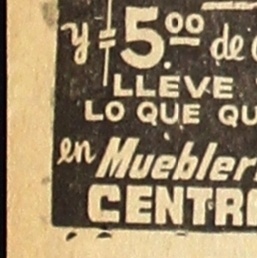 y $5.00 de
LLEVE
LO QUE QU
en Muebler
CENTR